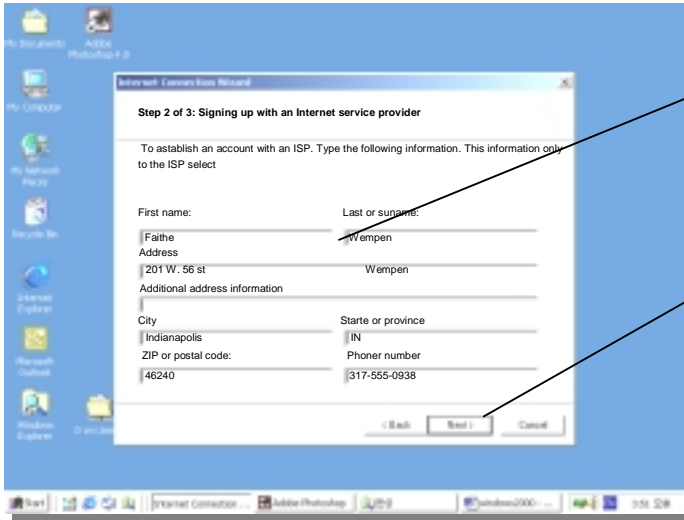 My Documents
Adobe
Photoshop 4.0
My Computer
My Network
Places
Recycle Bin
Internet
Explorer
Microsoft
Outlook
Windows
Explorer
Internet Connection Wizard
Step 2 of 3: Signing up with an Internet service provider
To astablish an account with an ISP. Type the following information. This information only
to the ISP select
First name: Last or suname:
Faithe Wempen
Address
201 W. 56 st Wempen
Additional address information
City Starte or province
Indianapolis IN
ZIP or postal code: Phoner number
46240 317-555-0938
< Back Next > Cancel
Start Internet Connection ... Adobe Photoshop windows2000 - ...